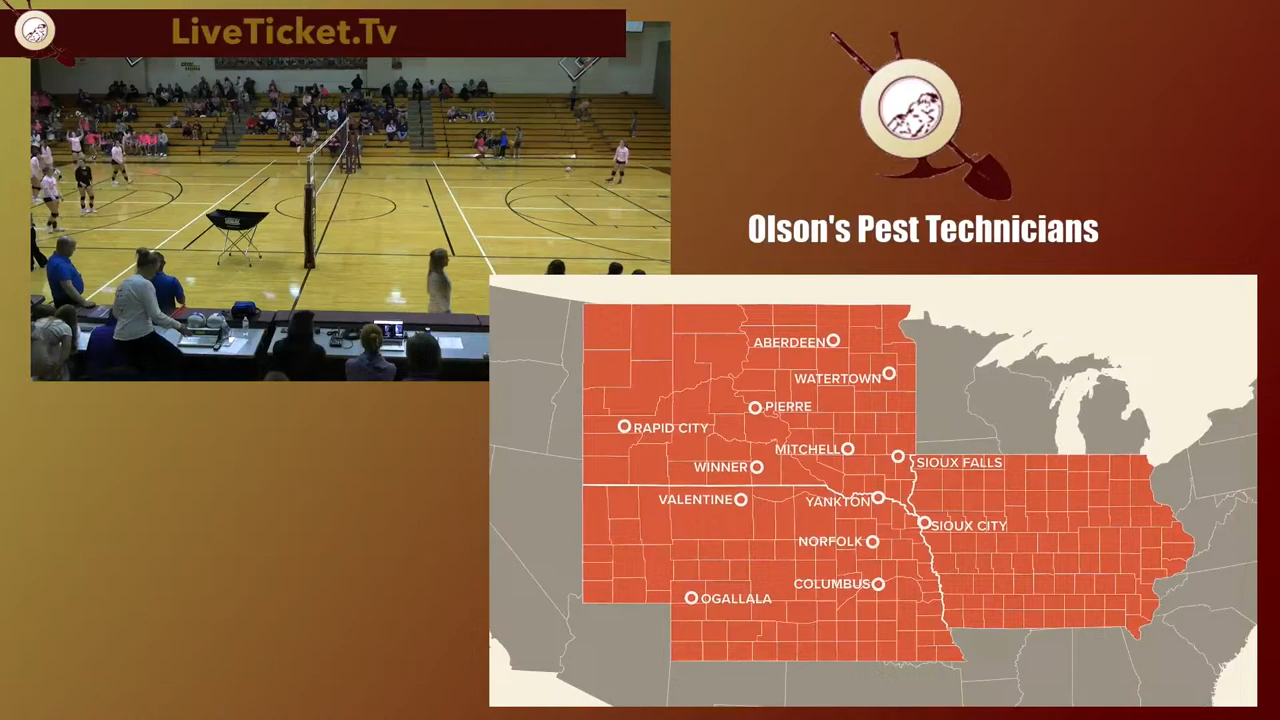 LiveTicket.Tv
Olson's Pest Technicians
ABERDEEN
WATERTOWN
PIERRE
RAPID CITY
MITCHELL
SIOUX FALLS
WINNER
VALENTINE
YANKTON
SIOUX CITY
NORFOLK
COLUMBUS
OGALLALA